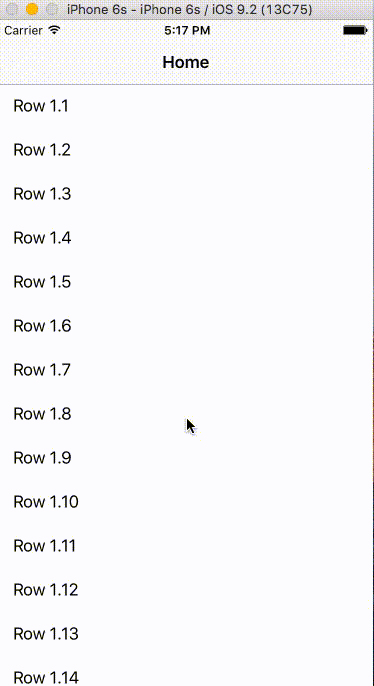 iPhone 6s - iPhone 6s / iOS 9.2 (13C75)
Carrier 5:17 PM
Home
Row 1.1
Row 1.2
Row 1.3
Row 1.4
Row 1.5
Row 1.6
Row 1.7
Row 1.8
Row 1.9
Row 1.10
Row 1.11
Row 1.12
Row 1.13
Row 1.14